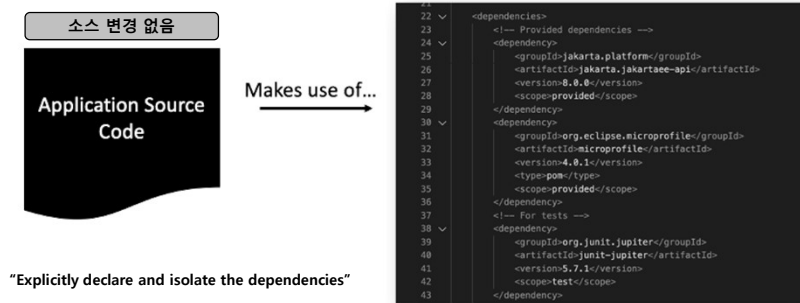 소스 변경 없음
Application Source
Code
Makes use of...
"Explicitly declare and isolate the dependencies"
21
22 <dependencies>
23 <!-- Provided dependencies -->
24 <dependency>
25 <groupId>jakarta.platform</groupId>
26 <artifactId>jakarta.jakartaee-api</artifactId>
27 <version>8.0.0</version>
28 <scope>provided</scope>
29 </dependency>
30 <dependency>
31 <groupId>org.eclipse.microprofile</groupId>
32 <artifactId>microprofile</artifactId>
33 <version>4.0.1</version>
34 <type>pom</type>
35 <scope>provided</scope>
36 </dependency>
37 <!-- For tests -->
38 <dependency>
39 <groupId>org.junit.jupiter</groupId>
40 <artifactId>junit-jupiter</artifactId>
41 <version>5.7.1</version>
42 <scope>test</scope>
43 </dependency>